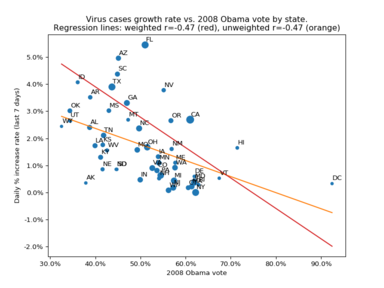 Virus cases growth rate vs. 2008 Obama vote by state.
Regression lines: weighted r=-0.47 (red), unweighted r=-0.47 (orange)
FL
5.0%
AZ
SC
4.0%
ID
TX
NV
AR
KG
3.0%
OK
MS
UT
MT
OR
CA
WY
AL
NC
2.0%
TN
LA
KS
WV
MO
OH
NM
HI
IA
KY
MN
ME
1.0%
NE
WA
AK
IN
MI
DE
VT
DC
NY
0.0%
-1.0%
-2.0%
30.0% 40.0% 50.0% 60.0% 70.0% 80.0% 90.0%
2008 Obama vote
Daily % increase rate (last 7 days)